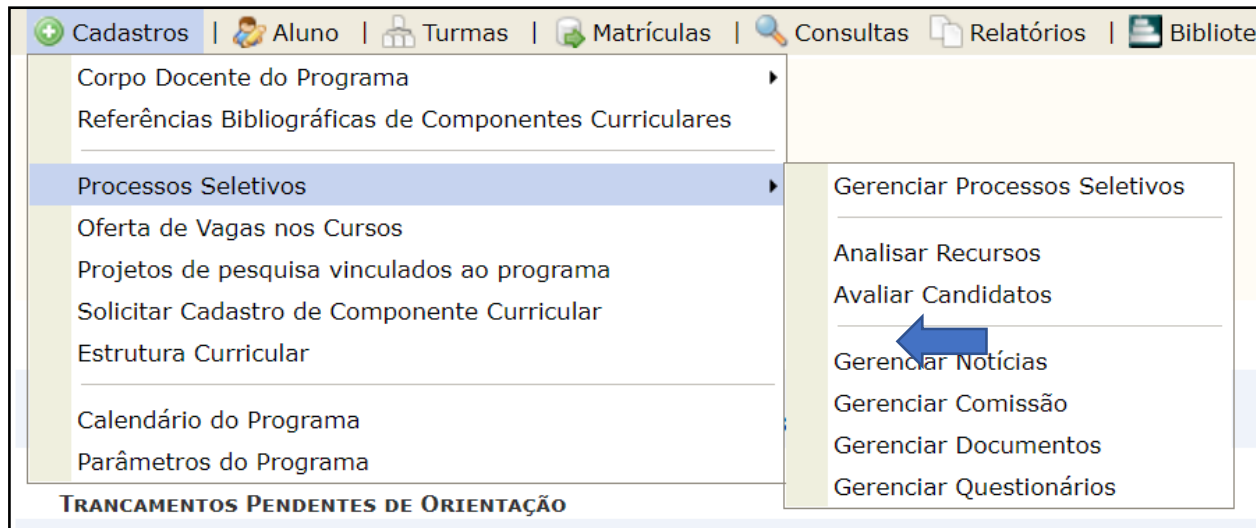 Cadastros | Aluno | Turmas | Matrículas | Consultas Relatórios | Bibliote
Corpo Docente do Programa
Referências Bibliográficas de Componentes Curriculares
Processos Seletivos
Oferta de Vagas nos Cursos
Projetos de pesquisa vinculados ao programa
Solicitar Cadastro de Componente Curricular
Estrutura Curricular
Calendário do Programa
Parâmetros do Programa
Gerenciar Processos Seletivos
Analisar Recursos
Avaliar Candidatos
Gerenciar Notícias
Gerenciar Comissão
Gerenciar Documentos
Gerenciar Questionários
TRANCAMENTOS PENDENTES DE ORIENTAÇÃO